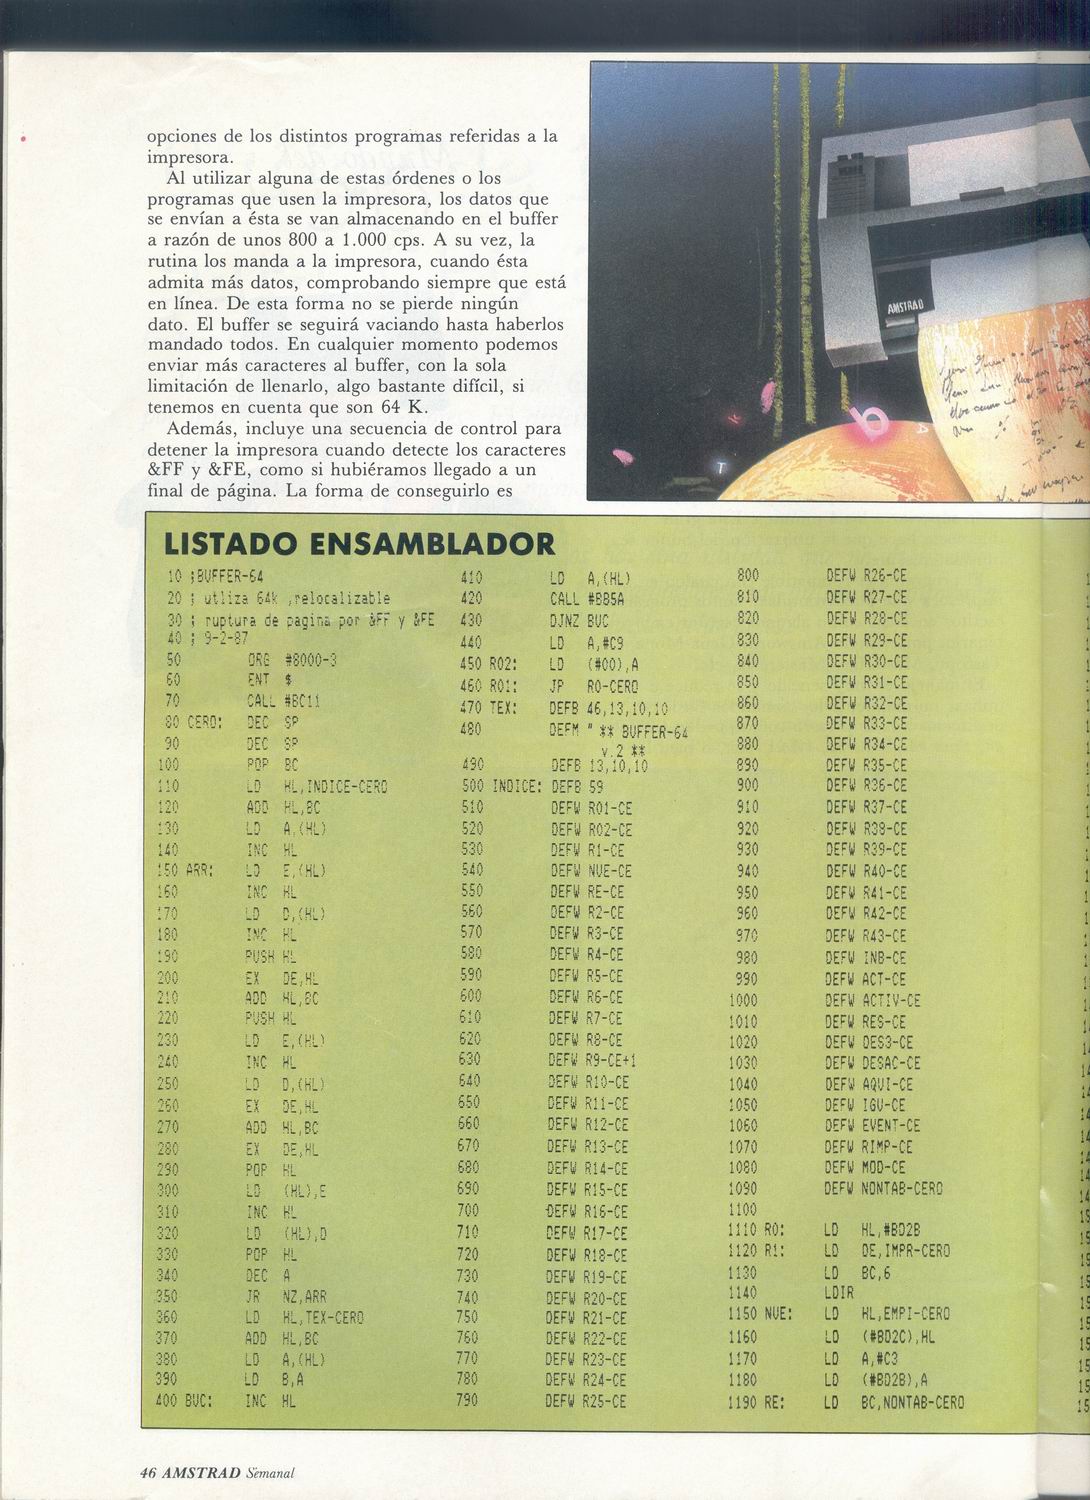 opciones de los distintos programas referidas a la
impresora.
Al utilizar alguna de estas órdenes o los
programas que usen la impresora, los datos que
se envían a ésta se van almacenando en el buffer
a razón de unos 800 a 1.000 cps. A su vez, la
rutina los manda a la impresora, cuando ésta
admita más datos, comprobando siempre que está
en línea. De esta forma no se pierde ningún
dato. El buffer se seguirá vaciando hasta haberlos
mandado todos. En cualquier momento podemos
enviar más caracteres al buffer, con la sola
limitación de llenarlo, algo bastante difícil, si
tenemos en cuenta que son 64 K.
Además, incluye una secuencia de control para
detener la impresora cuando detecte los caracteres
&FF y &FE, como si hubiéramos llegado a un
final de página. La forma de conseguirlo es
AMSTRAD
K
b
D
T
LISTADO ENSAMBLADOR
10 ;BUFFER-64
20 ; utliza 64k ,relocalizable
30 ; ruptura de pagina por &FF y &FE
40 ; 9-2-87
50 ORG #8000-3
60 ENT $
70 CALL #BC11
80 CERO: DEC SP
90 DEC SP
100 POP BC
110 LD HL,INDICE-CERO
120 ADD HL,BC
130 LD A,(HL)
140 INC HL
150 ARR: LD E,(HL)
160 INC HL
170 LD D,(HL)
180 INC HL
190 PUSH HL
200 EX DE,HL
210 ADD HL,BC
220 PUSH HL
230 LD E,(HL)
240 INC HL
250 LD D,(HL)
260 EX DE,HL
270 ADD HL,BC
280 EX DE,HL
290 POP HL
300 LD (HL),E
310 INC HL
320 LD (HL),D
330 POP HL
340 DEC A
350 JR NZ,ARR
360 LD HL,TEX-CERO
370 ADD HL,BC
380 LD A,(HL)
390 LD B,A
400 BUC: INC HL
410 LD A,(HL)
420 CALL #BB5A
430 DJNZ BUC
440 LD A,#C9
450 R02: LD (#00),A
460 R01: JP R0-CERO
470 TEX: DEFB 46,13,10,10
480 DEFM " ** BUFFER-64
v.2 **
490 DEFB 13,10,10
500 INDICE: DEFB 59
510 DEFW R01-CE
520 DEFW R02-CE
530 DEFW R1-CE
540 DEFW NUE-CE
550 DEFW RE-CE
560 DEFW R2-CE
570 DEFW R3-CE
580 DEFW R4-CE
590 DEFW R5-CE
600 DEFW R6-CE
610 DEFW R7-CE
620 DEFW R8-CE
630 DEFW R9-CE+1
640 DEFW R10-CE
650 DEFW R11-CE
660 DEFW R12-CE
670 DEFW R13-CE
680 DEFW R14-CE
690 DEFW R15-CE
700 DEFW R16-CE
710 DEFW R17-CE
720 DEFW R18-CE
730 DEFW R19-CE
740 DEFW R20-CE
750 DEFW R21-CE
760 DEFW R22-CE
770 DEFW R23-CE
780 DEFW R24-CE
790 DEFW R25-CE
800 DEFW R26-CE
810 DEFW R27-CE
820 DEFW R28-CE
830 DEFW R29-CE
840 DEFW R30-CE
850 DEFW R31-CE
860 DEFW R32-CE
870 DEFW R33-CE
880 DEFW R34-CE
890 DEFW R35-CE
900 DEFW R36-CE
910 DEFW R37-CE
920 DEFW R38-CE
930 DEFW R39-CE
940 DEFW R40-CE
950 DEFW R41-CE
960 DEFW R42-CE
970 DEFW R43-CE
980 DEFW INB-CE
990 DEFW ACT-CE
1000 DEFW ACTIV-CE
1010 DEFW RES-CE
1020 DEFW DES3-CE
1030 DEFW DESAC-CE
1040 DEFW AQUI-CE
1050 DEFW IGU-CE
1060 DEFW EVENT-CE
1070 DEFW RIMP-CE
1080 DEFW MOD-CE
1090 DEFW NONTAB-CERO
1100
1110 R0: LD HL,#BD2B
1120 R1: LD DE,IMPR-CERO
1130 LD BC,6
1140 LDIR
1150 NUE: LD HL,EMPI-CERO
1160 LD (#BD2C),HL
1170 LD A,#C3
1180 LD (#BD2B),A
1190 RE: LD BC,NONTAB-CERO
46 AMSTRAD Semanal